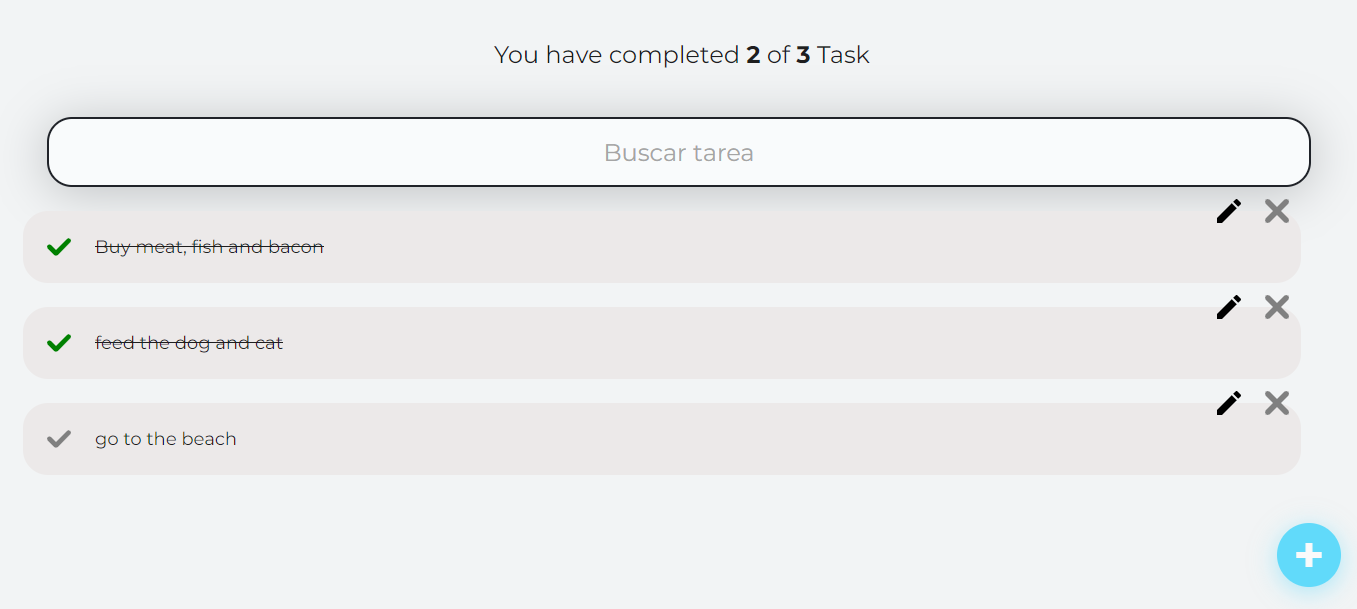 You have completed 2 of 3 Task
Buscar tarea
Buy meat, fish and bacon
feed the dog and cat
go to the beach